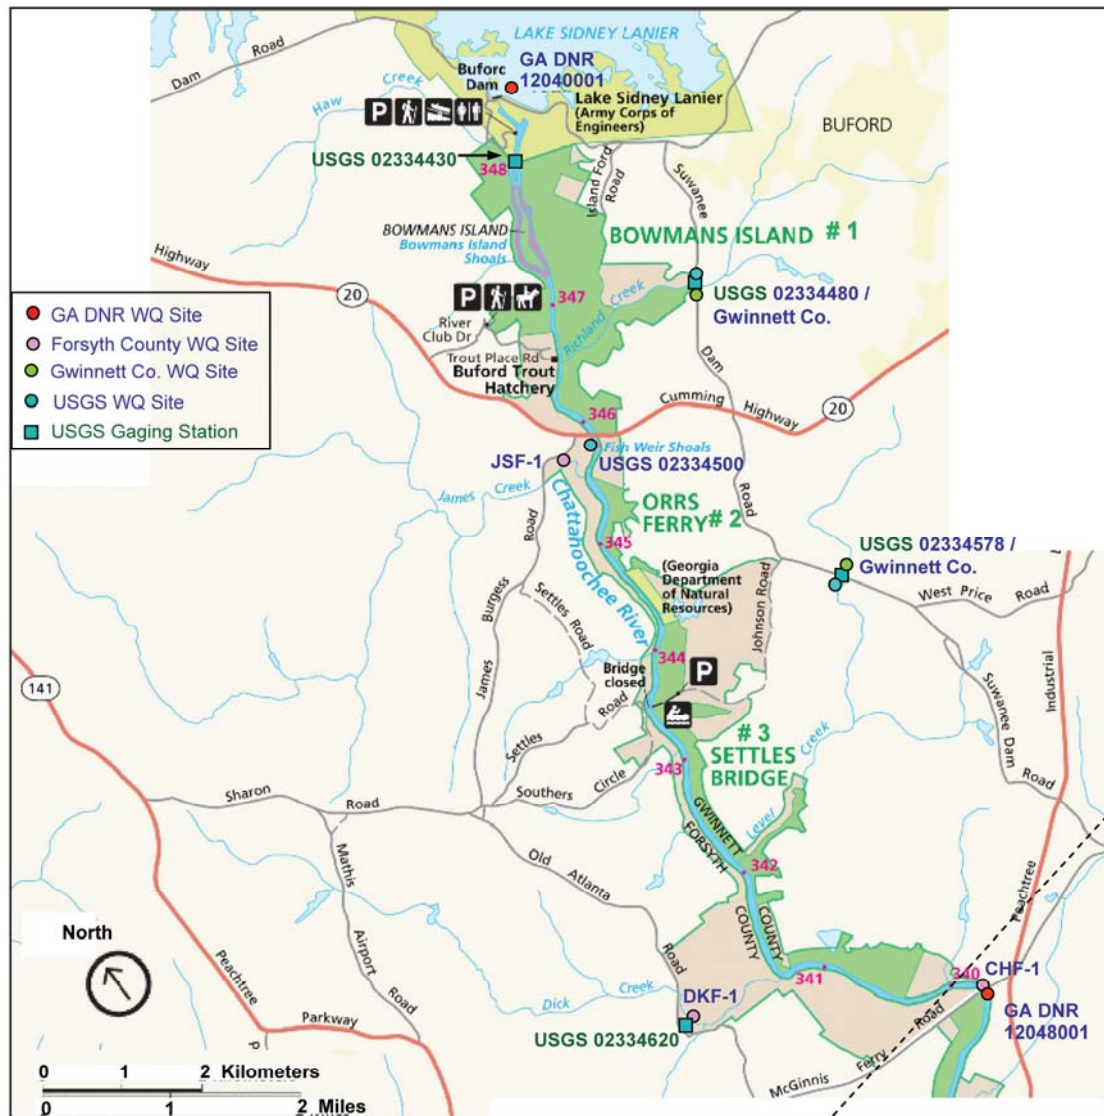 LAKE SIDNEY LANIER
GA DNR
12040001
Buforc
Dam
Dam
Road
Creek
Haw
Lake Sidney Lanier
(Army Corps of
Engineers)
BUFORD
P
USGS 02334430
348
Island Ford
Road
Suwanee
BOWMANS ISLAND
Bowmans Island
Shoals
BOWMANS ISLAND # 1
Highway
20
P
347
USGS 02334480 /
Gwinnett Co.
GA DNR WQ Site
Forsyth County WQ Site
Gwinnett Co. WQ Site
USGS WQ Site
USGS Gaging Station
River
Club Dr
Richland Creek
Trout Place Rd
Buford Trout
Hatchery
Dam
346
Cumming
Highway
20
JSF-1
Fish Weir Shoals
USGS 02334500
James Creek
Chattahoochee River
ORRS
FERRY # 2
Road
Road
345
(Georgia
Department
of Natural
Resources)
USGS 02334578 /
Gwinnett Co.
West Price Road
Johnson Road
Burgess
James
Settles Road
344
Bridge
closed
P
141
Road
Settles
# 3
SETTLES
BRIDGE
Creek
Suwanee Dam
Road
Industrial
343
Southers Circle
Sharon Road
GWINNETT
FORSYTH
Level
342
Mathis
Airport
Road
Old
Atlanta
Road
COUNTY
COUNTY
Peachtree
North
341
340
CHF-1
Dick Creek
DKF-1
GA DNR
12048001
Peachtree
Parkway
P
USGS 02334620
McGinnis
Ferry
Road
0 1 2 Kilometers
0 1 2 Miles